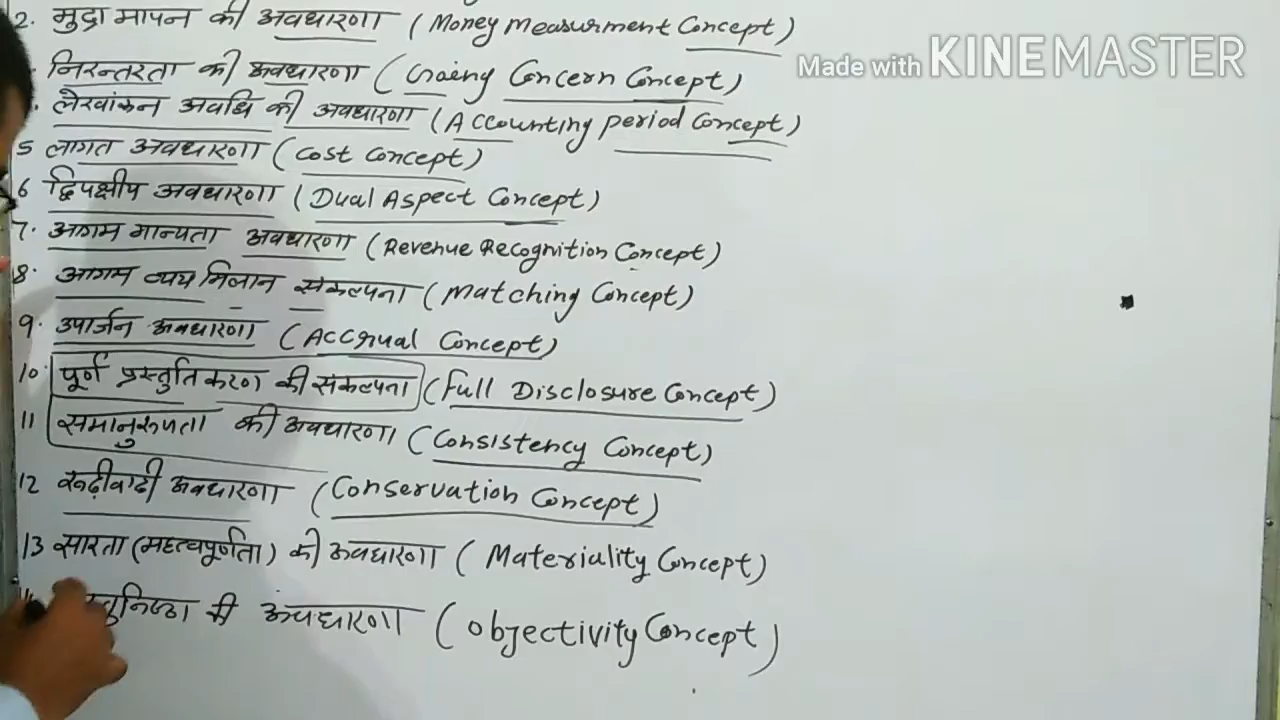 2. मुद्रा मापन की अवधारणा (Money Measurment Concept)
Made with KINEMASTER
निरन्तरता की अवधारणा (Going Concern Concept)
लेखांकन अवधि की अवधारणा (Accounting period Concept)
5 लागत अवधारणा (Cost Concept)
6 द्विपक्षीय अवधारणा (Dual Aspect Concept)
7. आगम मान्यता अवधारणा (Revenue Recognition Concept)
8. आगम व्यय मिलान संकल्पना (Matching Concept)
9. उपार्जन अवधारणा (Accrual Concept)
10. पूर्ण प्रस्तुतिकरण की संकल्पना (Full Disclosure Concept)
11 समानुरूपता की अवधारणा (Consistency Concept)
12 रूढ़ीवादी अवधारणा (Conservation Concept)
13 सारता (महत्वपूर्णता) की अवधारणा (Materiality Concept)
की अवधारणा (Objectivity Concept)